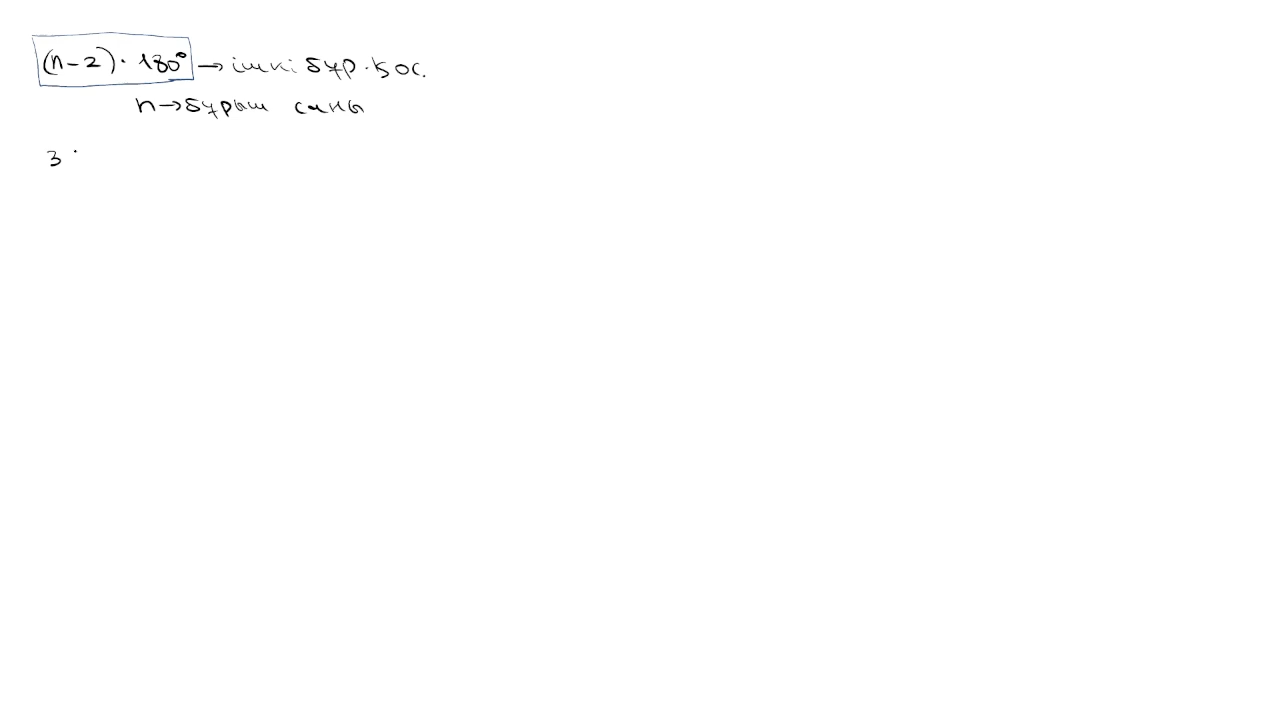 (n-2)· 180° → ішкі бұр. қос.
n → бұрыш саны
3 ·